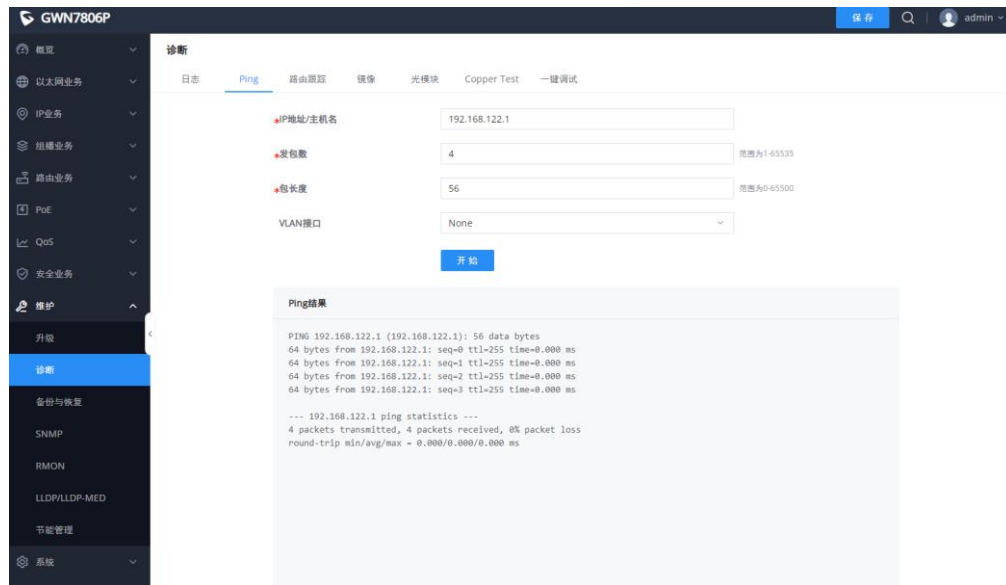 GWN7806P
保存
admin
概览
以太网业务
IP业务
组播业务
路由业务
PoE
QoS
安全业务
维护
升级
诊断
备份与恢复
SNMP
RMON
LLDP/LLDP-MED
节能管理
系统
诊断
日志 Ping 路由跟踪 镜像 光模块 Copper Test 一键调试
*IP地址/主机名 192.168.122.1
*发包数 4 范围为1-65535
*包长度 56 范围为0-65500
VLAN接口 None
开始
Ping结果
PING 192.168.122.1 (192.168.122.1): 56 data bytes
64 bytes from 192.168.122.1: seq=0 ttl=255 time=0.000 ms
64 bytes from 192.168.122.1: seq=1 ttl=255 time=0.000 ms
64 bytes from 192.168.122.1: seq=2 ttl=255 time=0.000 ms
64 bytes from 192.168.122.1: seq=3 ttl=255 time=0.000 ms
--- 192.168.122.1 ping statistics ---
4 packets transmitted, 4 packets received, 0% packet loss
round-trip min/avg/max = 0.000/0.000/0.000 ms